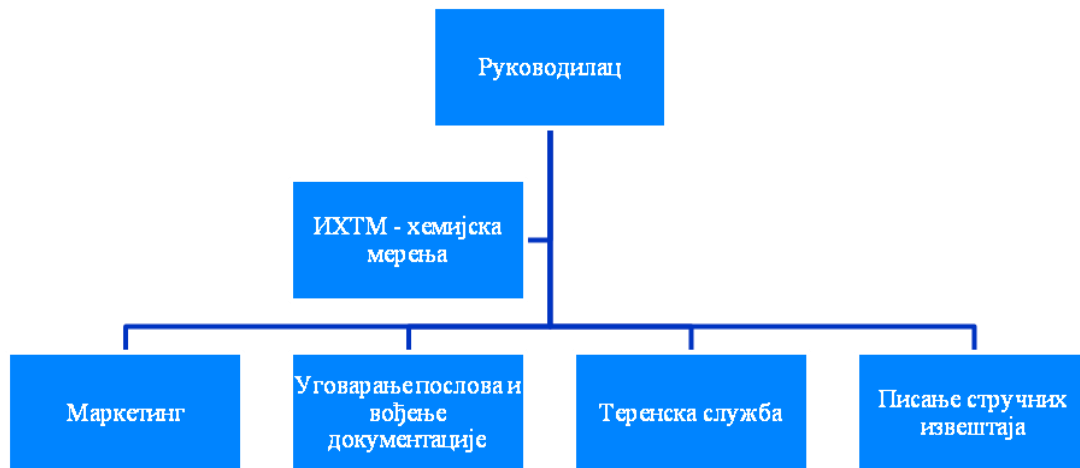 Руководилац
ИХТМ - хемијска
мерења
Маркетинг
Уговарање послова и
вођење
документације
Теренска служба
Писање стручних
извештаја